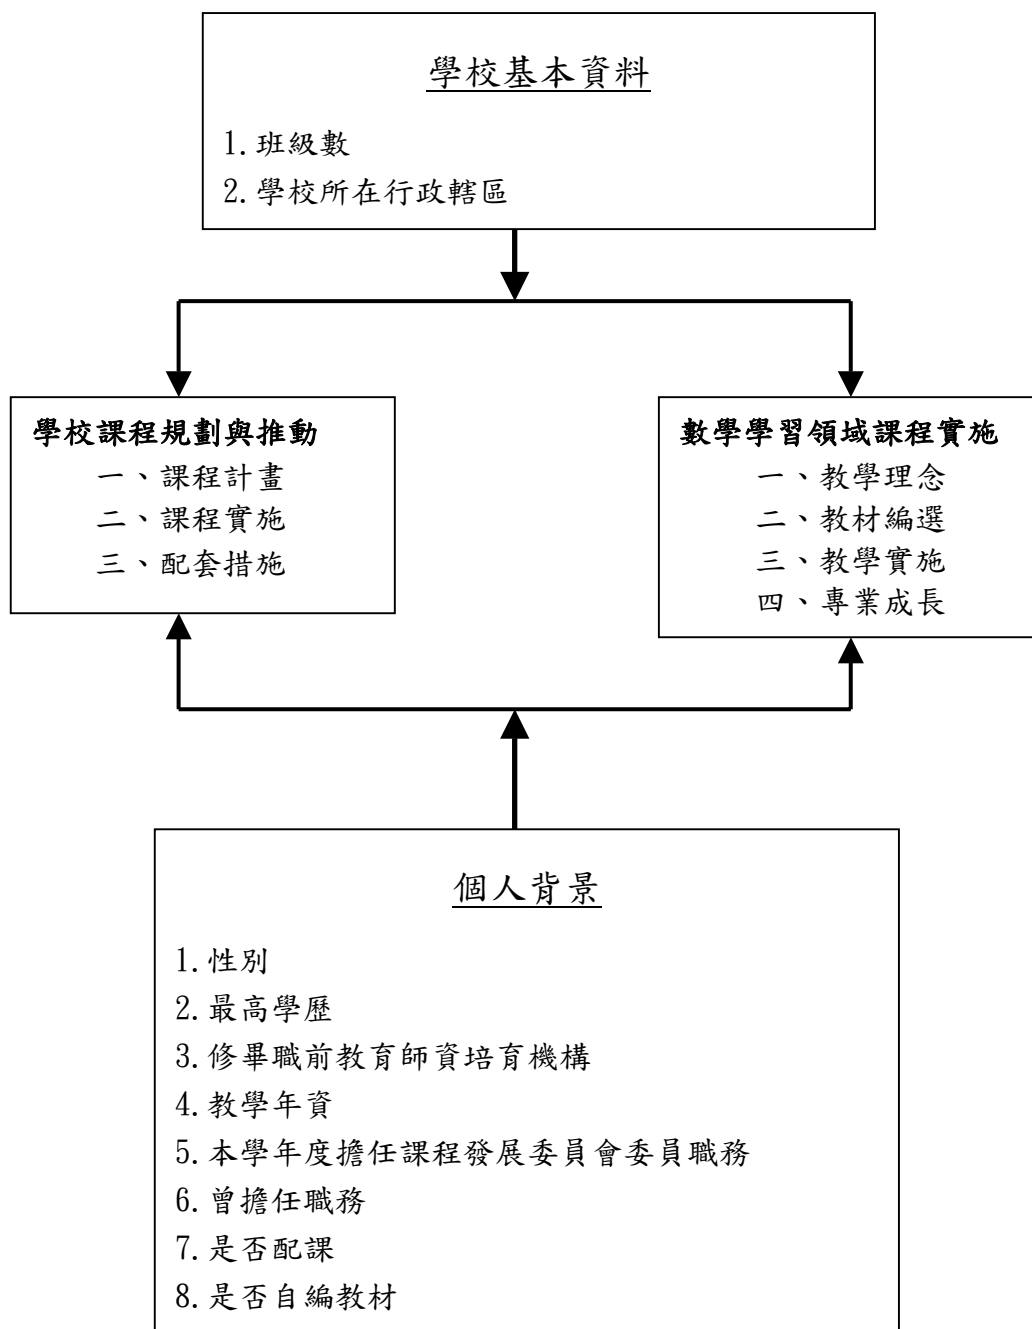 學校基本資料
1.班級數
2.學校所在行政轄區
學校課程規劃與推動
一、課程計畫
二、課程實施
三、配套措施
數學學習領域課程實施
一、教學理念
二、教材編選
三、教學實施
四、專業成長
個人背景
1.性別
2.最高學歷
3.修畢職前教育師資培育機構
4.教學年資
5.本學年度擔任課程發展委員會委員職務
6.曾擔任職務
7.是否配課
8.是否自編教材